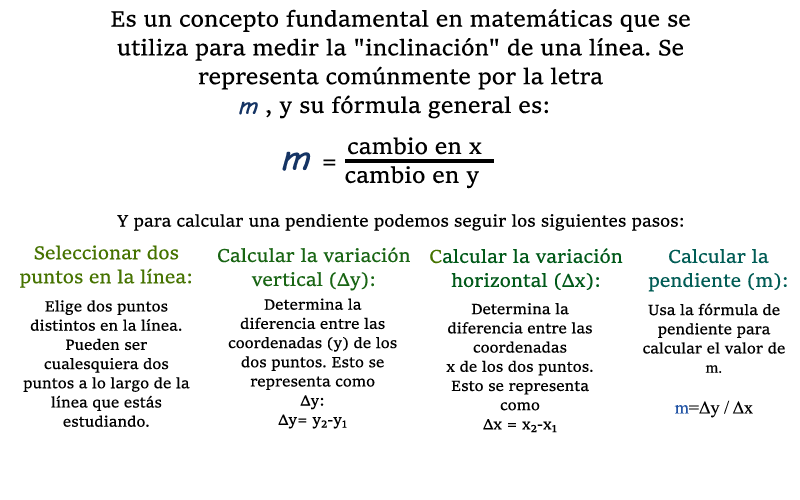 Es un concepto fundamental en matemáticas que se
utiliza para medir la "inclinación" de una línea. Se
representa comúnmente por la letra
m , y su fórmula general es:
m = cambio en x
cambio en y
Y para calcular una pendiente podemos seguir los siguientes pasos:
Seleccionar dos
puntos en la línea:
Elige dos puntos
distintos en la línea.
Pueden ser
cualesquiera dos
puntos a lo largo de la
línea que estás
estudiando.
Calcular la variación
vertical (Δy):
Determina la
diferencia entre las
coordenadas (y) de los
dos puntos. Esto se
representa como
Δy:
Δy= y₂-y₁
Calcular la variación
horizontal (Δx):
Determina la
diferencia entre las
coordenadas
x de los dos puntos.
Esto se representa
como
Δx = x₂-x₁
Calcular la
pendiente (m):
Usa la fórmula de
pendiente para
calcular el valor de
m.
m=Δy / Δx